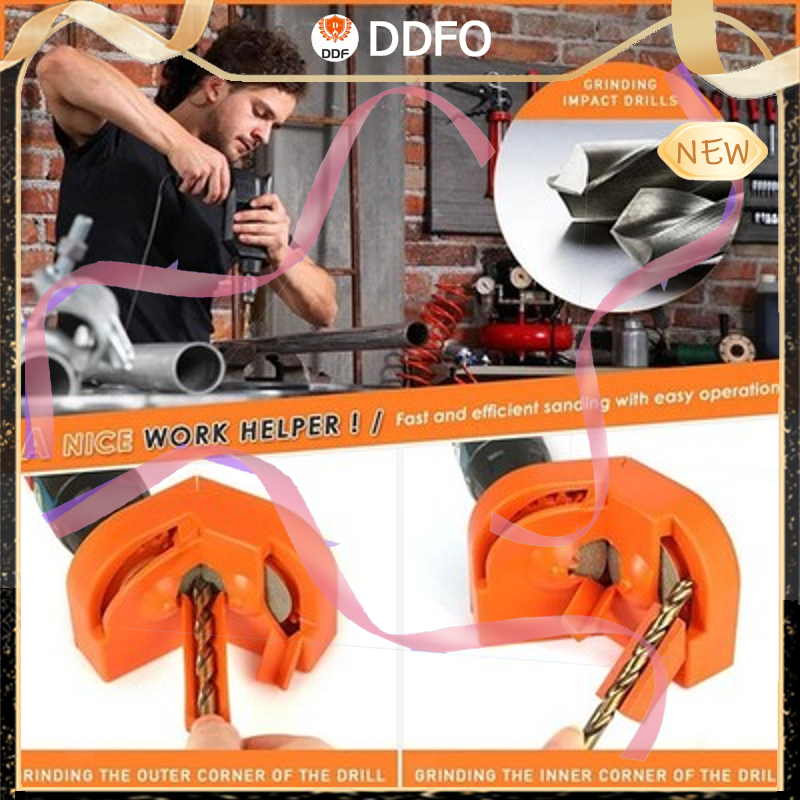 DDF
DDFO
GRINDING
IMPACT DRILLS
NEW
A NICE WORK HELPER ! / Fast and efficient sanding with easy operation
RINDING THE OUTER CORNER OF THE DRILL
GRINDING THE INNER CORNER OF THE DRIL